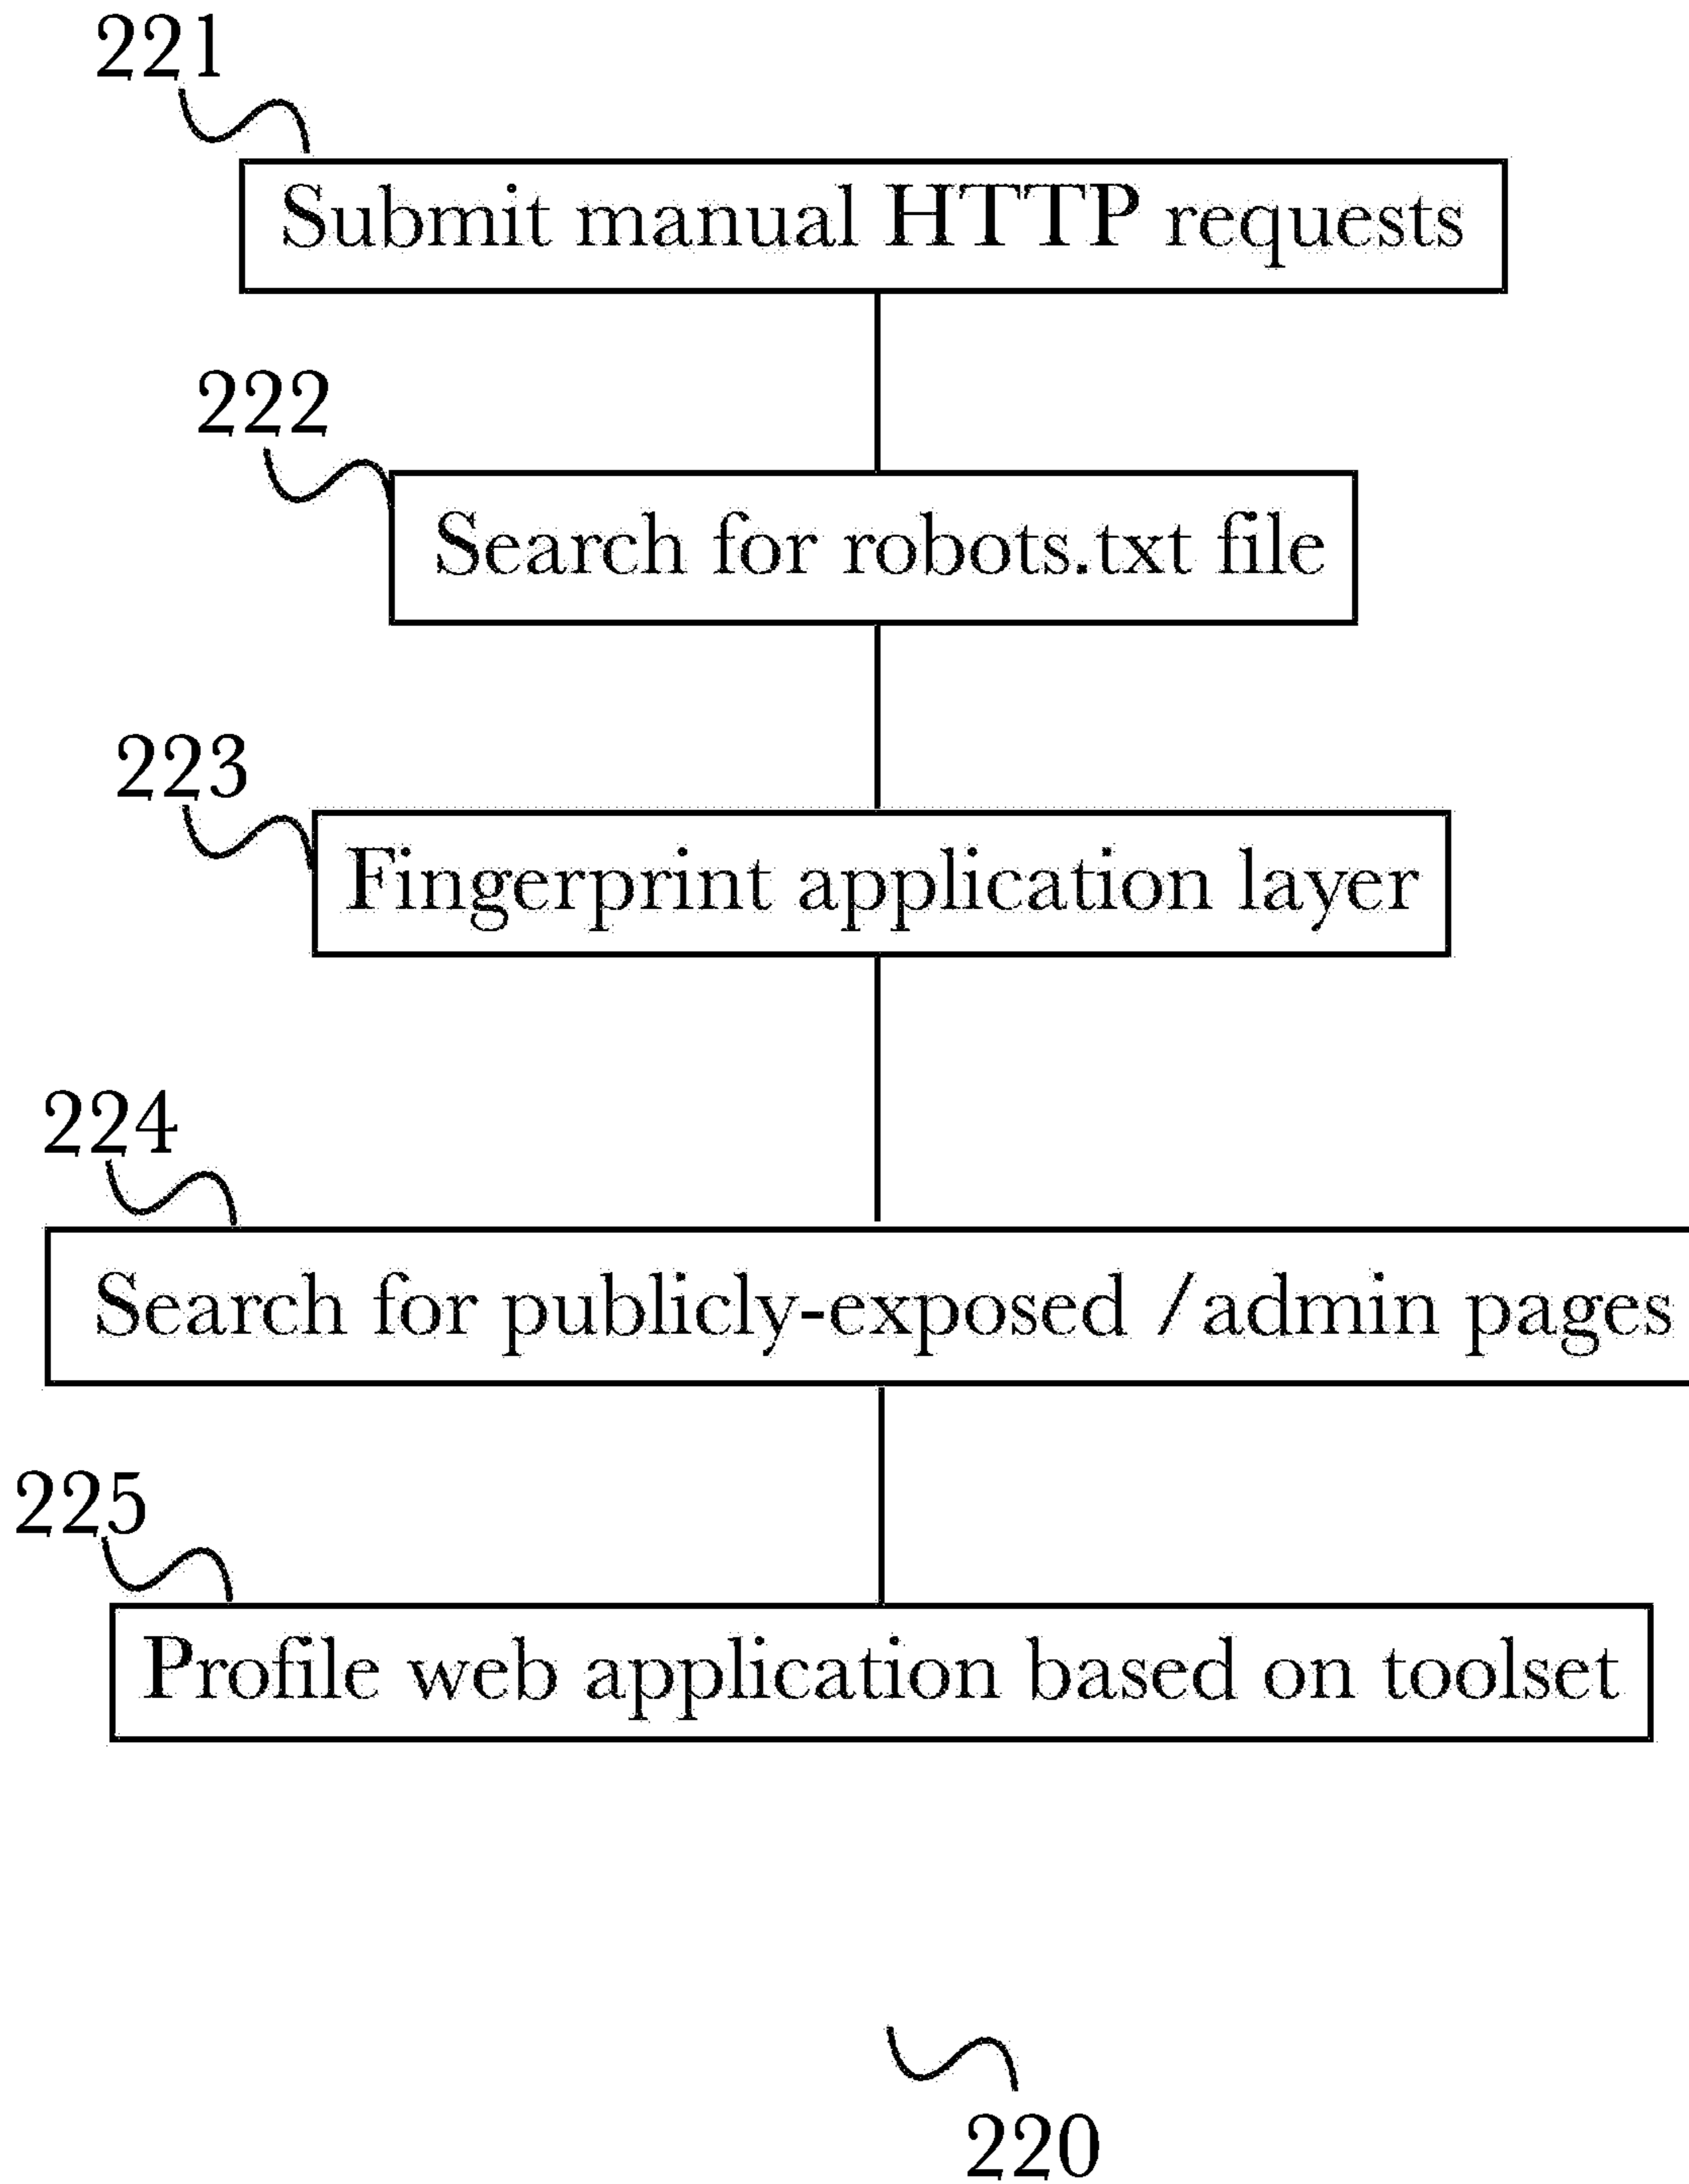 221
Submit manual HTTP requests
222
Search for robots.txt file
223
Fingerprint application layer
224
Search for publicly-exposed /admin pages
225
Profile web application based on toolset
220